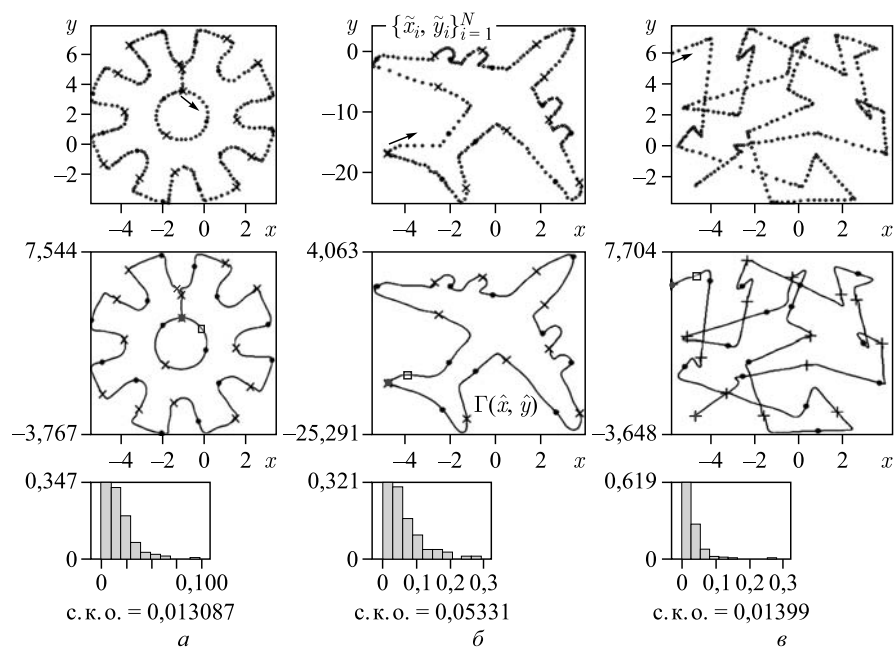 y
6
4
2
0
−2
−4 −2 0 2 x
y
0
−10
−20
{x̃ᵢ, ỹᵢ}ᴺᵢ₌₁
−4 −2 0 2 x
y
6
4
2
0
−2
−4 −2 0 2 x
7,544
−3,767
−4 −2 0 2 x
4,063
−25,291
Γ(x̂, ŷ)
−4 −2 0 2 x
7,704
−3,648
−4 −2 0 2 x
0,347
0
0 0,100
с.к.о. = 0,013087
а
0,321
0
0 0,1 0,2 0,3
с.к.о. = 0,05331
б
0,619
0
0 0,1 0,2 0,3
с.к.о. = 0,01399
в